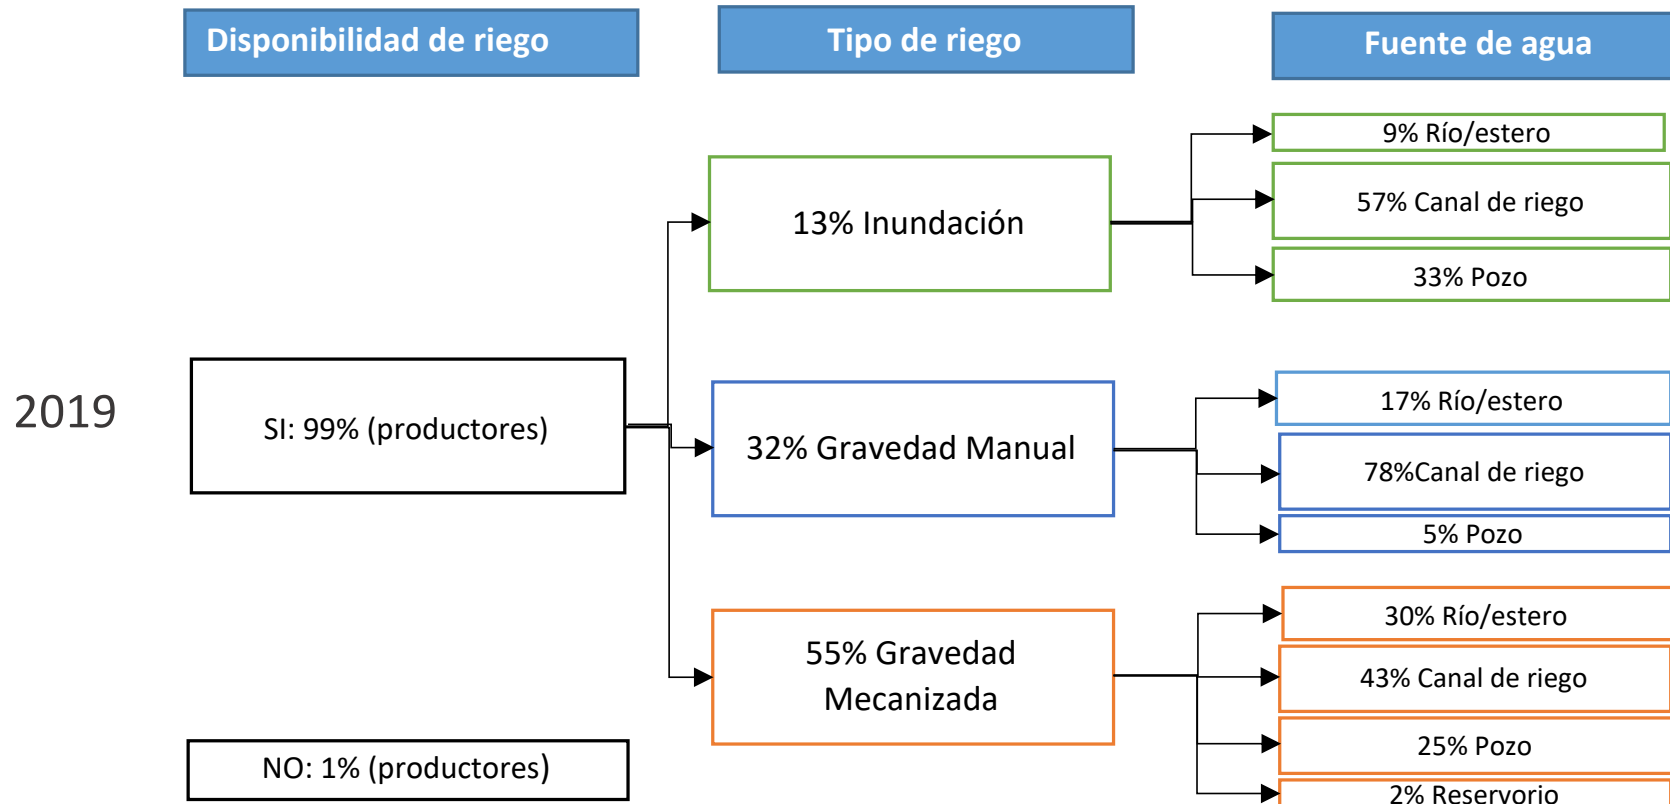 Disponibilidad de riego
Tipo de riego
Fuente de agua
2019
SI: 99% (productores)
NO: 1% (productores)
13% Inundación
9% Río/estero
57% Canal de riego
33% Pozo
32% Gravedad Manual
17% Río/estero
78%Canal de riego
5% Pozo
55% Gravedad
Mecanizada
30% Río/estero
43% Canal de riego
25% Pozo
2% Reservorio